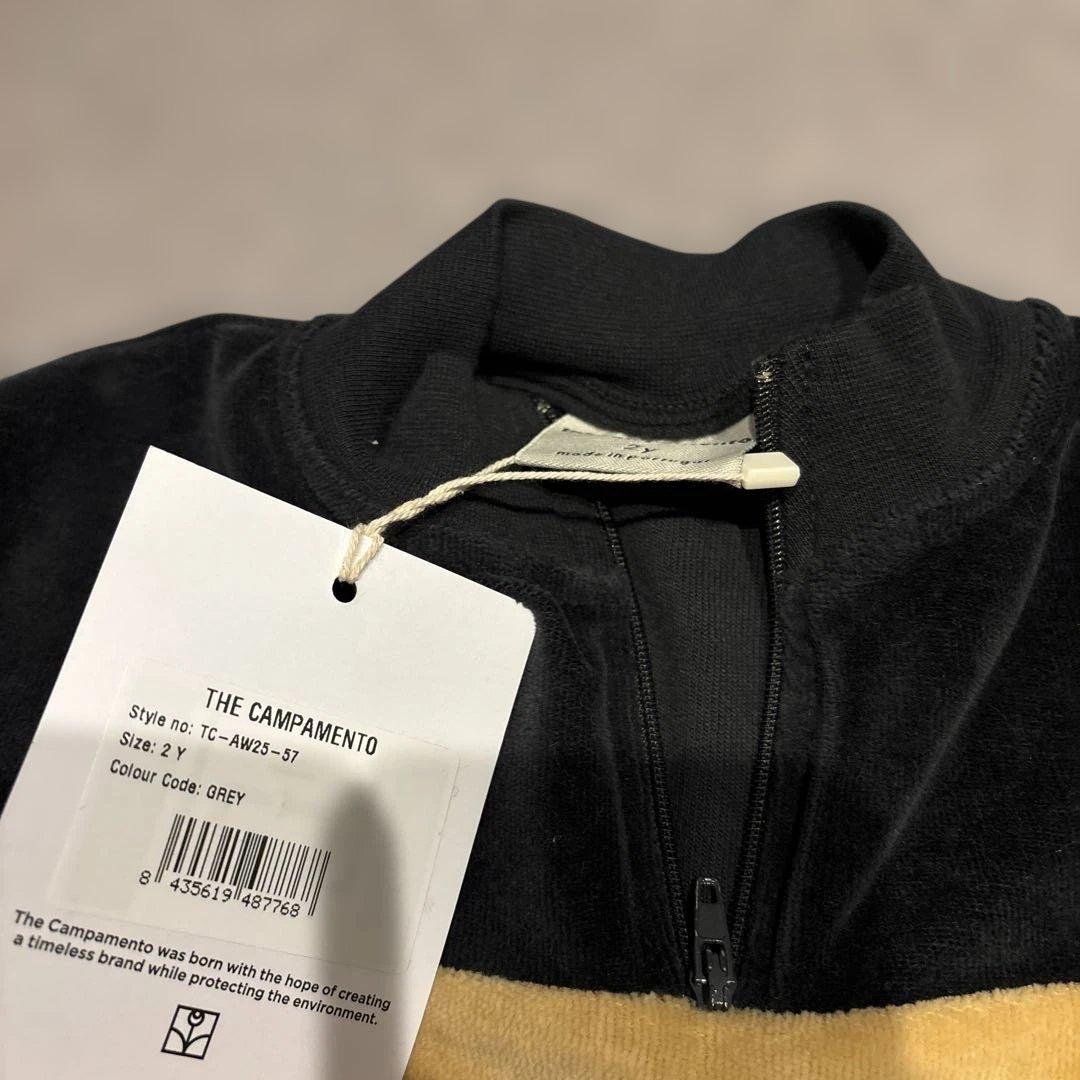 2Y
made in portugal
THE CAMPAMENTO
Style no: TC-AW25-57
Size: 2 Y
Colour Code: GREY
8 435619 487768
The Campamento was born with the hope of creating
a timeless brand while protecting the environment.